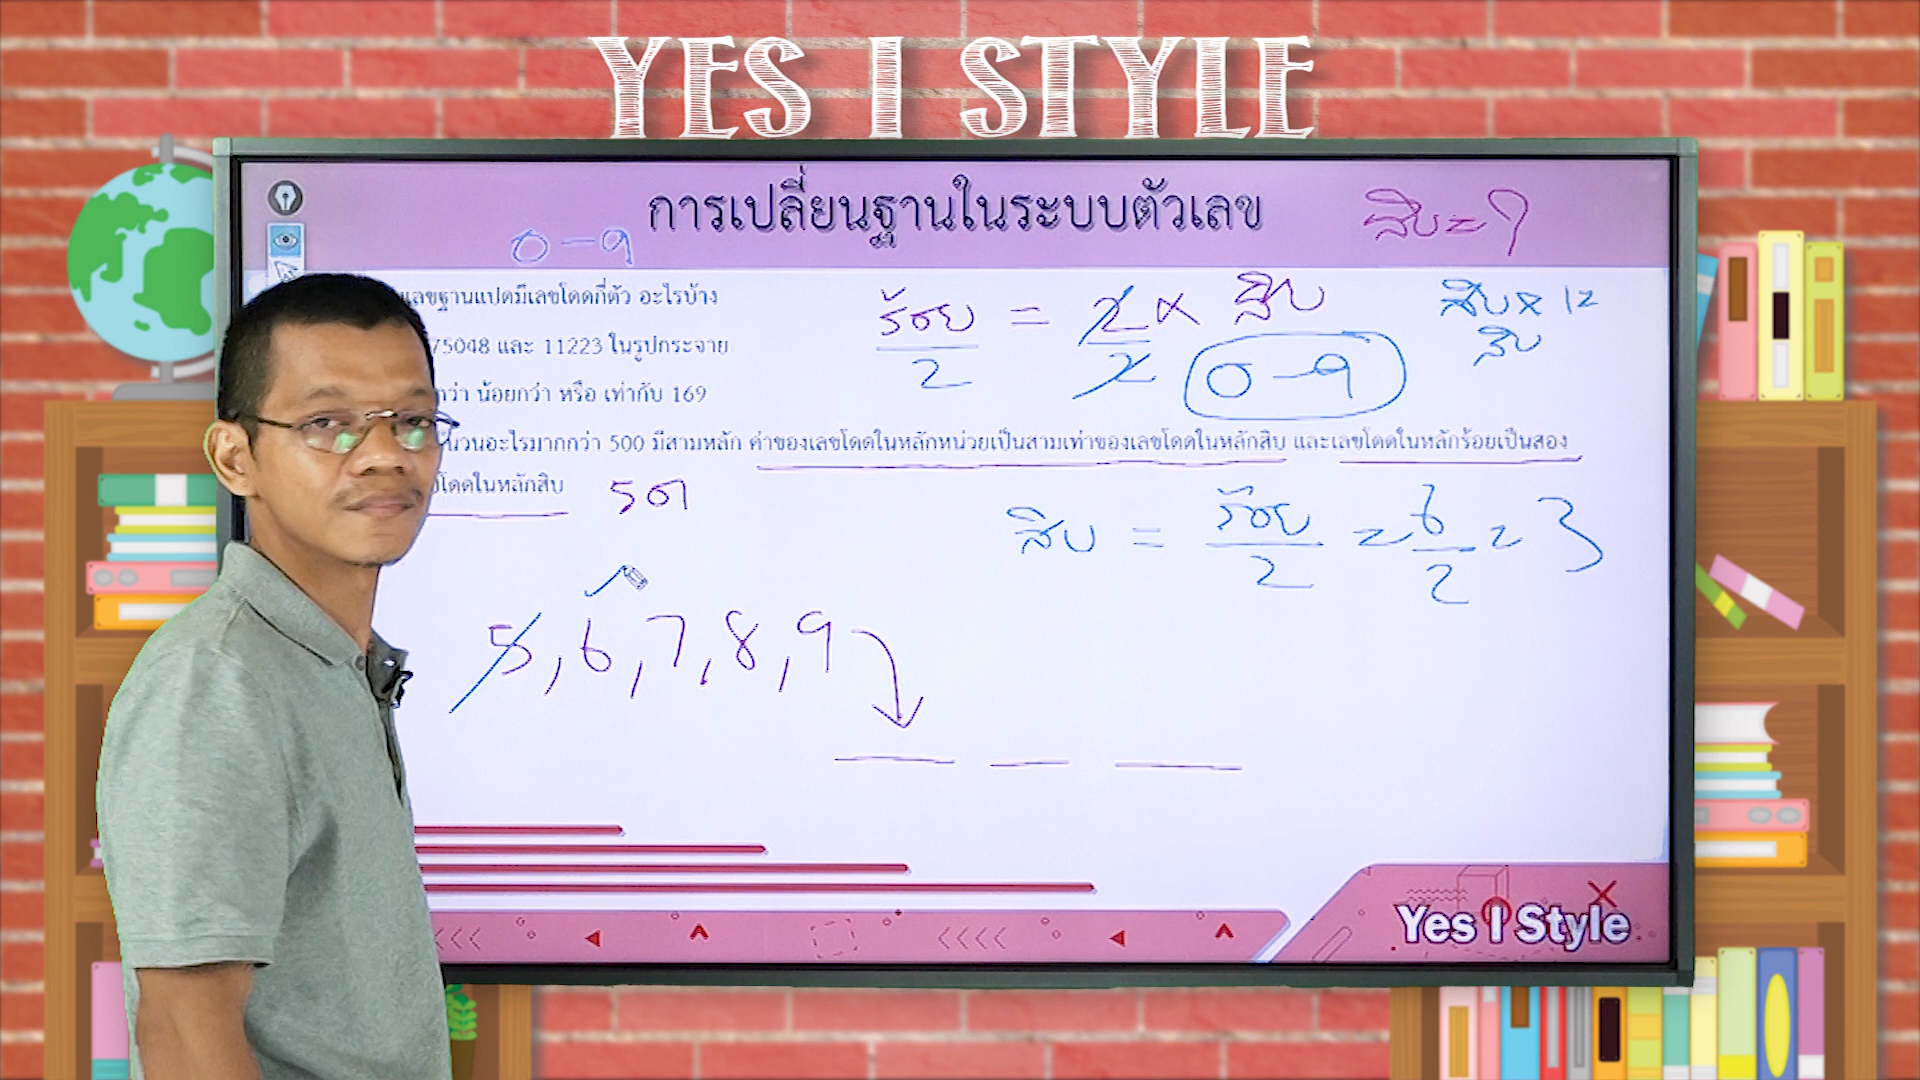 YES I STYLE
การเปลี่ยนฐานในระบบตัวเลข
สิบ = ?
0 - 9
เลขฐานแปดมีเลขโดดกี่ตัว อะไรบ้าง
75048 และ 11223 ในรูปกระจาย
กว่า น้อยกว่า หรือ เท่ากับ 169
นวนอะไรมากกว่า 500 มีสามหลัก ค่าของเลขโดดในหลักหน่วยเป็นสามเท่าของเลขโดดในหลักสิบ และเลขโดดในหลักร้อยเป็นสอง
โดดในหลักสิบ
ร้อย / 2 = 2 / 2 × สิบ
0 - 9
สิบ × 12
สิบ
สิบ = ร้อย / 2 = 6 / 2 = 3
5, 6, 7, 8, 9
Yes I Style